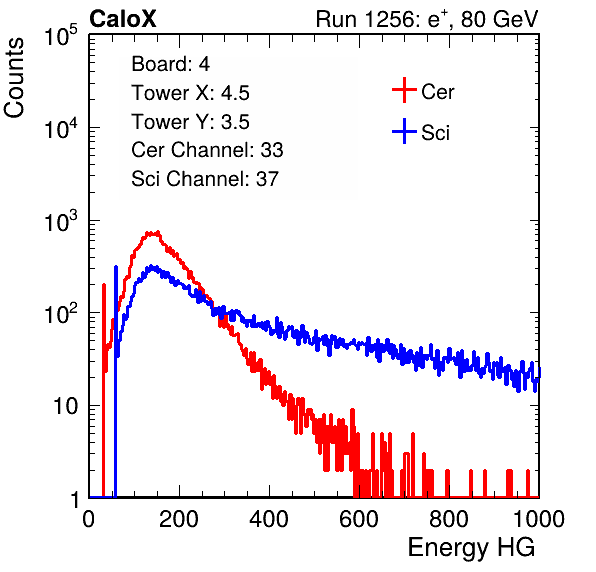 CaloX Run 1256: e⁺, 80 GeV
Counts
10⁵
10⁴
10³
10²
10
1
Board: 4
Tower X: 4.5
Tower Y: 3.5
Cer Channel: 33
Sci Channel: 37
Cer
Sci
0 200 400 600 800 1000
Energy HG